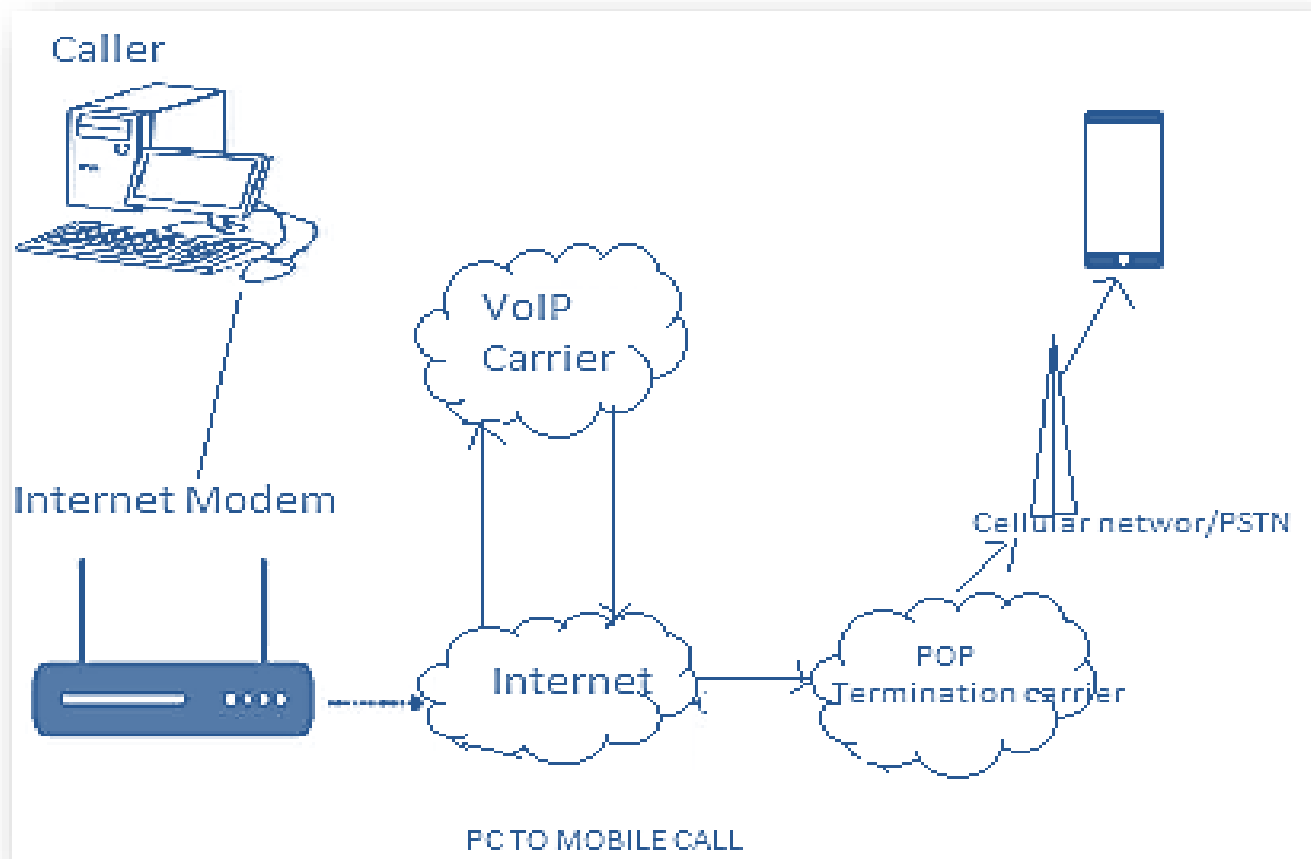 Caller
VoIP
Carrier
Internet Modem
Cellular networ/PSTN
Internet
POP
Termination carrier
PC TO MOBILE CALL